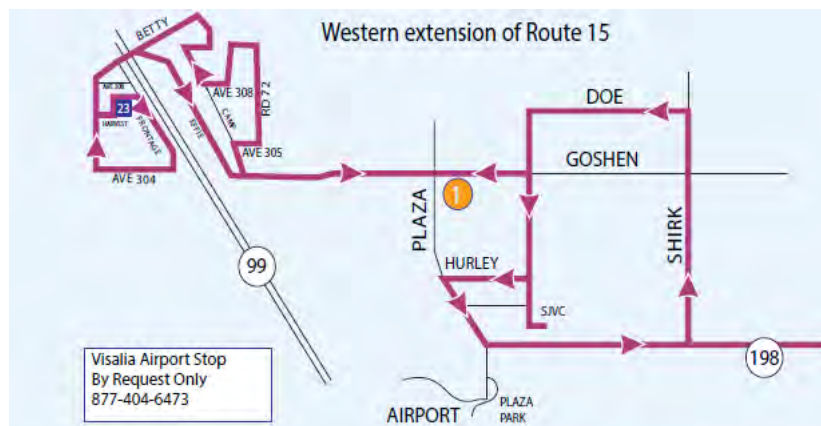 Western extension of Route 15
BETTY
AVE 308
RD 72
DOE
23
HARVEST
FRONTAGE
EFFIE
CAMP
AVE 305
AVE 304
GOSHEN
1
PLAZA
SHIRK
HURLEY
99
SJVC
198
Visalia Airport Stop
By Request Only
877-404-6473
AIRPORT
PLAZA
PARK